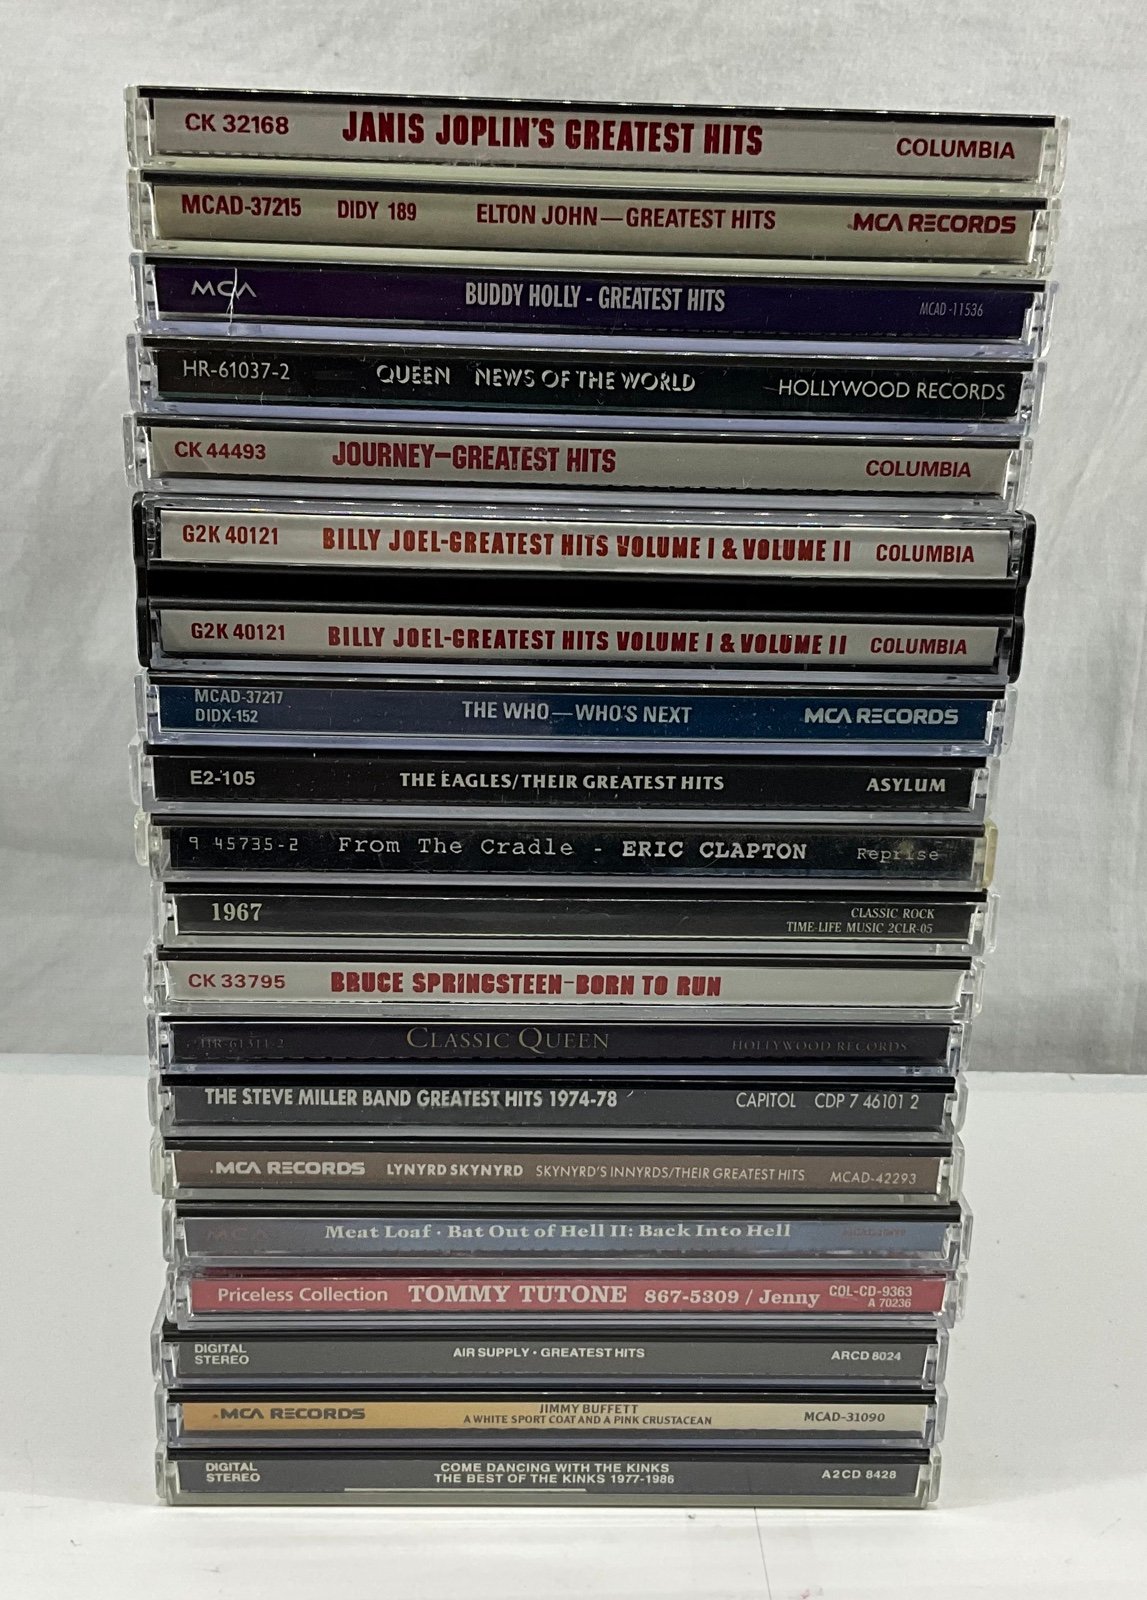 CK 32168 JANIS JOPLIN'S GREATEST HITS COLUMBIA
MCAD-37215 DIDY 189 ELTON JOHN—GREATEST HITS MCA RECORDS
MCA BUDDY HOLLY - GREATEST HITS MCAD-11536
HR-61037-2 QUEEN NEWS OF THE WORLD HOLLYWOOD RECORDS
CK 44493 JOURNEY–GREATEST HITS COLUMBIA
G2K 40121 BILLY JOEL-GREATEST HITS VOLUME I & VOLUME II COLUMBIA
G2K 40121 BILLY JOEL-GREATEST HITS VOLUME I & VOLUME II COLUMBIA
MCAD-37217
DIDX-152
THE WHO—WHO'S NEXT MCA RECORDS
E2-105 THE EAGLES/THEIR GREATEST HITS ASYLUM
9 45735-2 From The Cradle - ERIC CLAPTON Reprise
1967
CLASSIC ROCK
TIME-LIFE MUSIC 2CLR-05
CK 33795 BRUCE SPRINGSTEEN-BORN TO RUN
HR-61311-2 CLASSIC QUEEN HOLLYWOOD RECORDS
THE STEVE MILLER BAND GREATEST HITS 1974-78 CAPITOL CDP 7 46101 2
MCA RECORDS LYNYRD SKYNYRD SKYNYRD'S INNYRDS/THEIR GREATEST HITS MCAD-42293
MCA Meat Loaf · Bat Out of Hell II: Back Into Hell
Priceless Collection TOMMY TUTONE 867-5309 / Jenny
COL-CD-9363
A 70236
DIGITAL
STEREO
AIR SUPPLY · GREATEST HITS ARCD 8024
MCA RECORDS
JIMMY BUFFETT
A WHITE SPORT COAT AND A PINK CRUSTACEAN
MCAD-31090
DIGITAL
STEREO
COME DANCING WITH THE KINKS
THE BEST OF THE KINKS 1977-1986
A2CD 8428